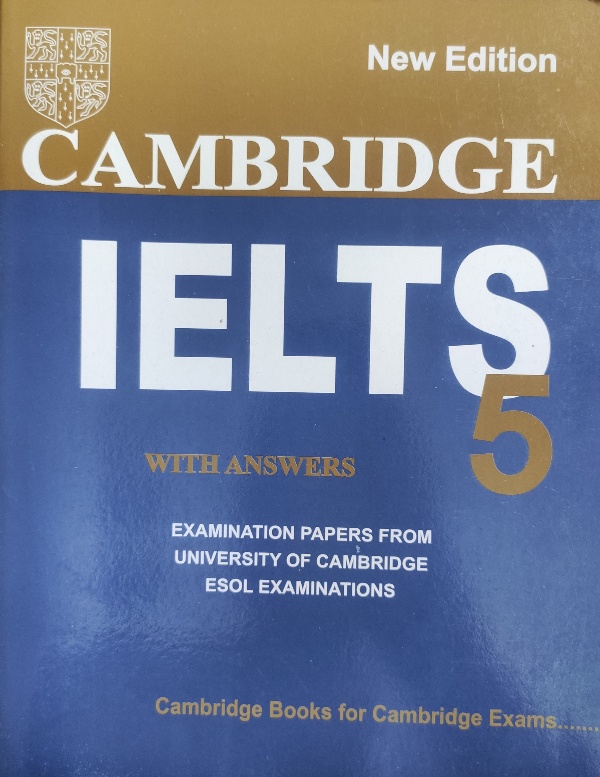 New Edition
CAMBRIDGE
IELTS
5
WITH ANSWERS
EXAMINATION PAPERS FROM
UNIVERSITY OF CAMBRIDGE
ESOL EXAMINATIONS
Cambridge Books for Cambridge Exams.......